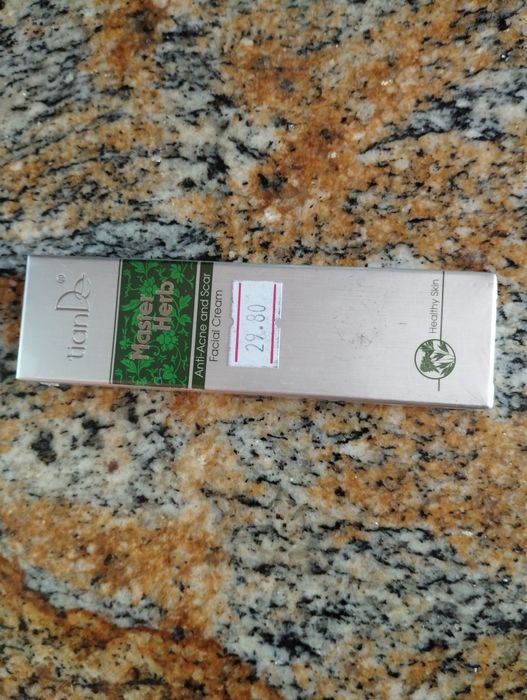 tianDe®
Master
Herb
Anti-Acne and Scar
Facial Cream
29.80
Healthy Skin